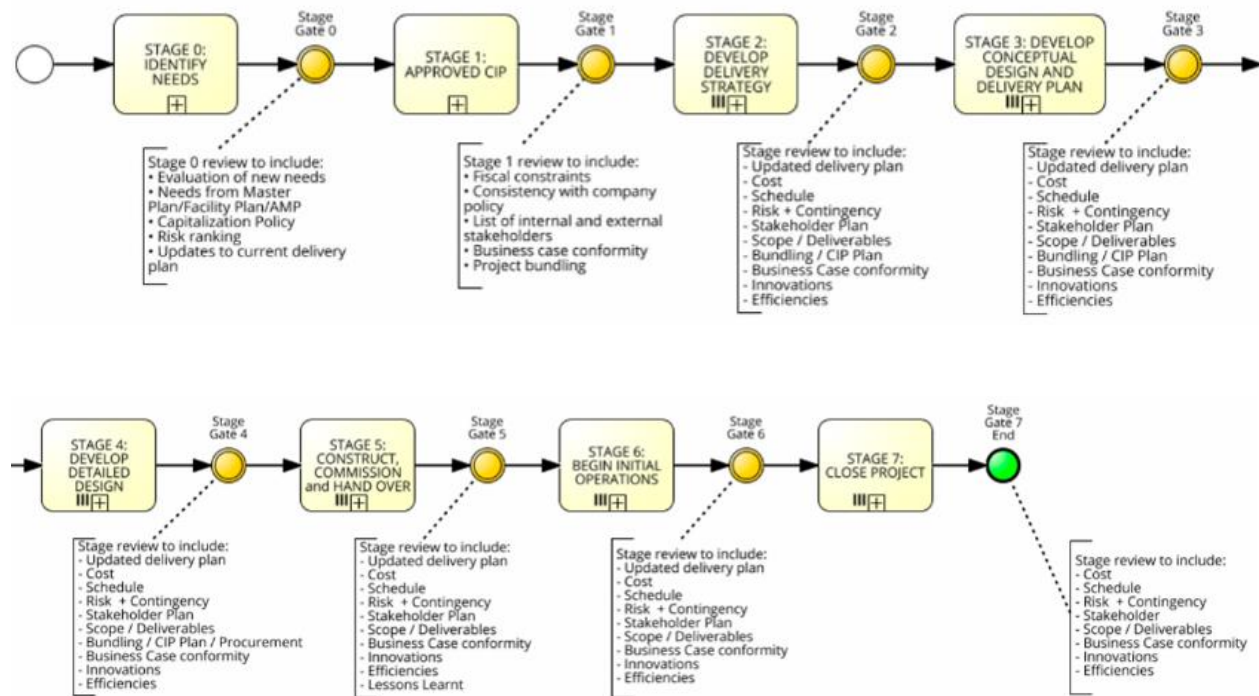 Stage
Gate 0
Stage
Gate 1
Stage
Gate 2
Stage
Gate 3
STAGE 0:
IDENTIFY
NEEDS
STAGE 1:
APPROVED CIP
STAGE 2:
DEVELOP
DELIVERY
STRATEGY
STAGE 3: DEVELOP
CONCEPTUAL
DESIGN AND
DELIVERY PLAN
Stage 0 review to include:
• Evaluation of new needs
• Needs from Master
Plan/Facility Plan/AMP
• Capitalization Policy
• Risk ranking
• Updates to current delivery
plan
Stage 1 review to include:
• Fiscal constraints
• Consistency with company
policy
• List of internal and external
stakeholders
• Business case conformity
• Project bundling
Stage review to include:
- Updated delivery plan
- Cost
- Schedule
- Risk + Contingency
- Stakeholder Plan
- Scope / Deliverables
- Bundling / CIP Plan
- Business Case conformity
- Innovations
- Efficiencies
Stage review to include:
- Updated delivery plan
- Cost
- Schedule
- Risk + Contingency
- Stakeholder Plan
- Scope / Deliverables
- Bundling / CIP Plan
- Business Case conformity
- Innovations
- Efficiencies
Stage
Gate 4
Stage
Gate 5
Stage
Gate 6
Stage
Gate 7
End
STAGE 4:
DEVELOP
DETAILED
DESIGN
STAGE 5:
CONSTRUCT,
COMMISSION
and HAND OVER
STAGE 6:
BEGIN INITIAL
OPERATIONS
STAGE 7:
CLOSE PROJECT
Stage review to include:
- Updated delivery plan
- Cost
- Schedule
- Risk + Contingency
- Stakeholder Plan
- Scope / Deliverables
- Bundling / CIP Plan / Procurement
- Business Case conformity
- Innovations
- Efficiencies
Stage review to include:
- Updated delivery plan
- Cost
- Schedule
- Risk + Contingency
- Stakeholder Plan
- Scope / Deliverables
- Business Case conformity
- Innovations
- Efficiencies
- Lessons Learnt
Stage review to include:
- Updated delivery plan
- Cost
- Schedule
- Risk + Contingency
- Stakeholder Plan
- Scope / Deliverables
- Business Case conformity
- Innovations
- Efficiencies
Stage review to include:
- Cost
- Schedule
- Risk + Contingency
- Stakeholder
- Scope / Deliverables
- Business Case conformity
- Innovations
- Efficiencies